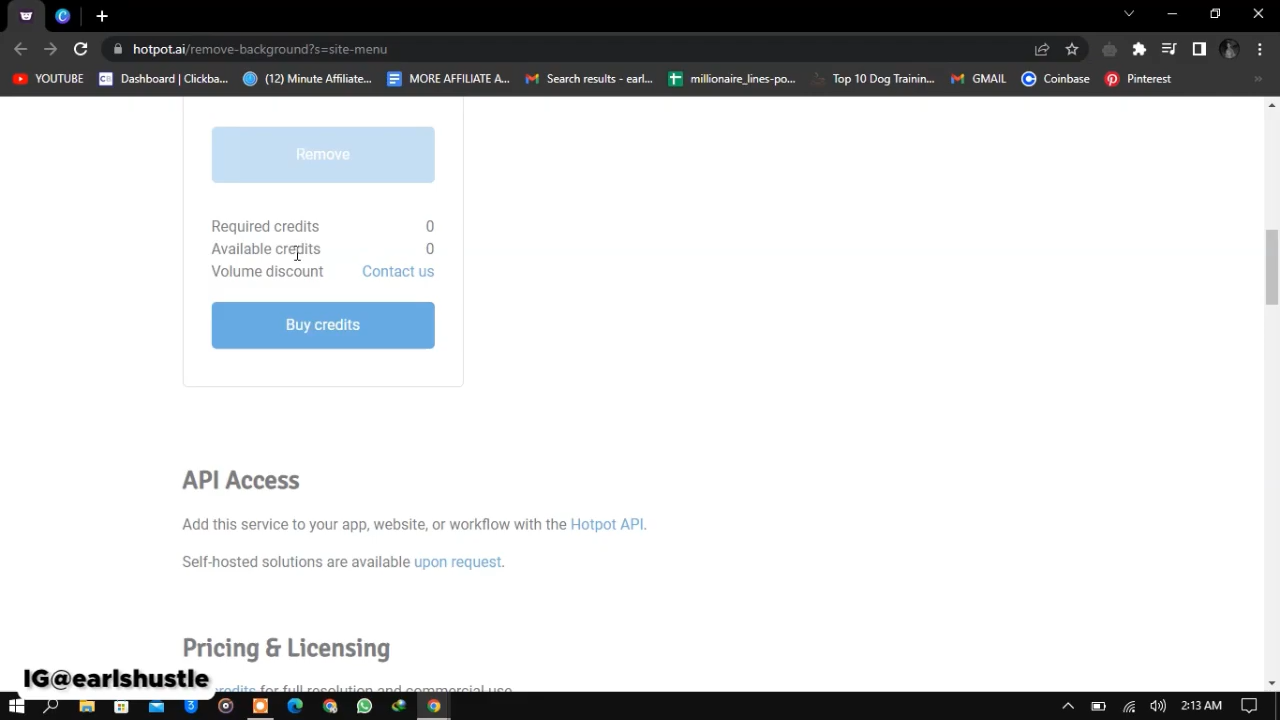 hotpot.ai/remove-background?s=site-menu
YOUTUBE
Dashboard | Clickba...
(12) Minute Affiliate...
MORE AFFILIATE A...
Search results - earl...
millionaire_lines-po...
Top 10 Dog Trainin...
GMAIL
Coinbase
Pinterest
»
Remove
Required credits 0
Available credits 0
Volume discount Contact us
Buy credits
API Access
Add this service to your app, website, or workflow with the Hotpot API.
Self-hosted solutions are available upon request.
Pricing & Licensing
credits for full resolution and commercial use
IG@earlshustle
2:13 AM